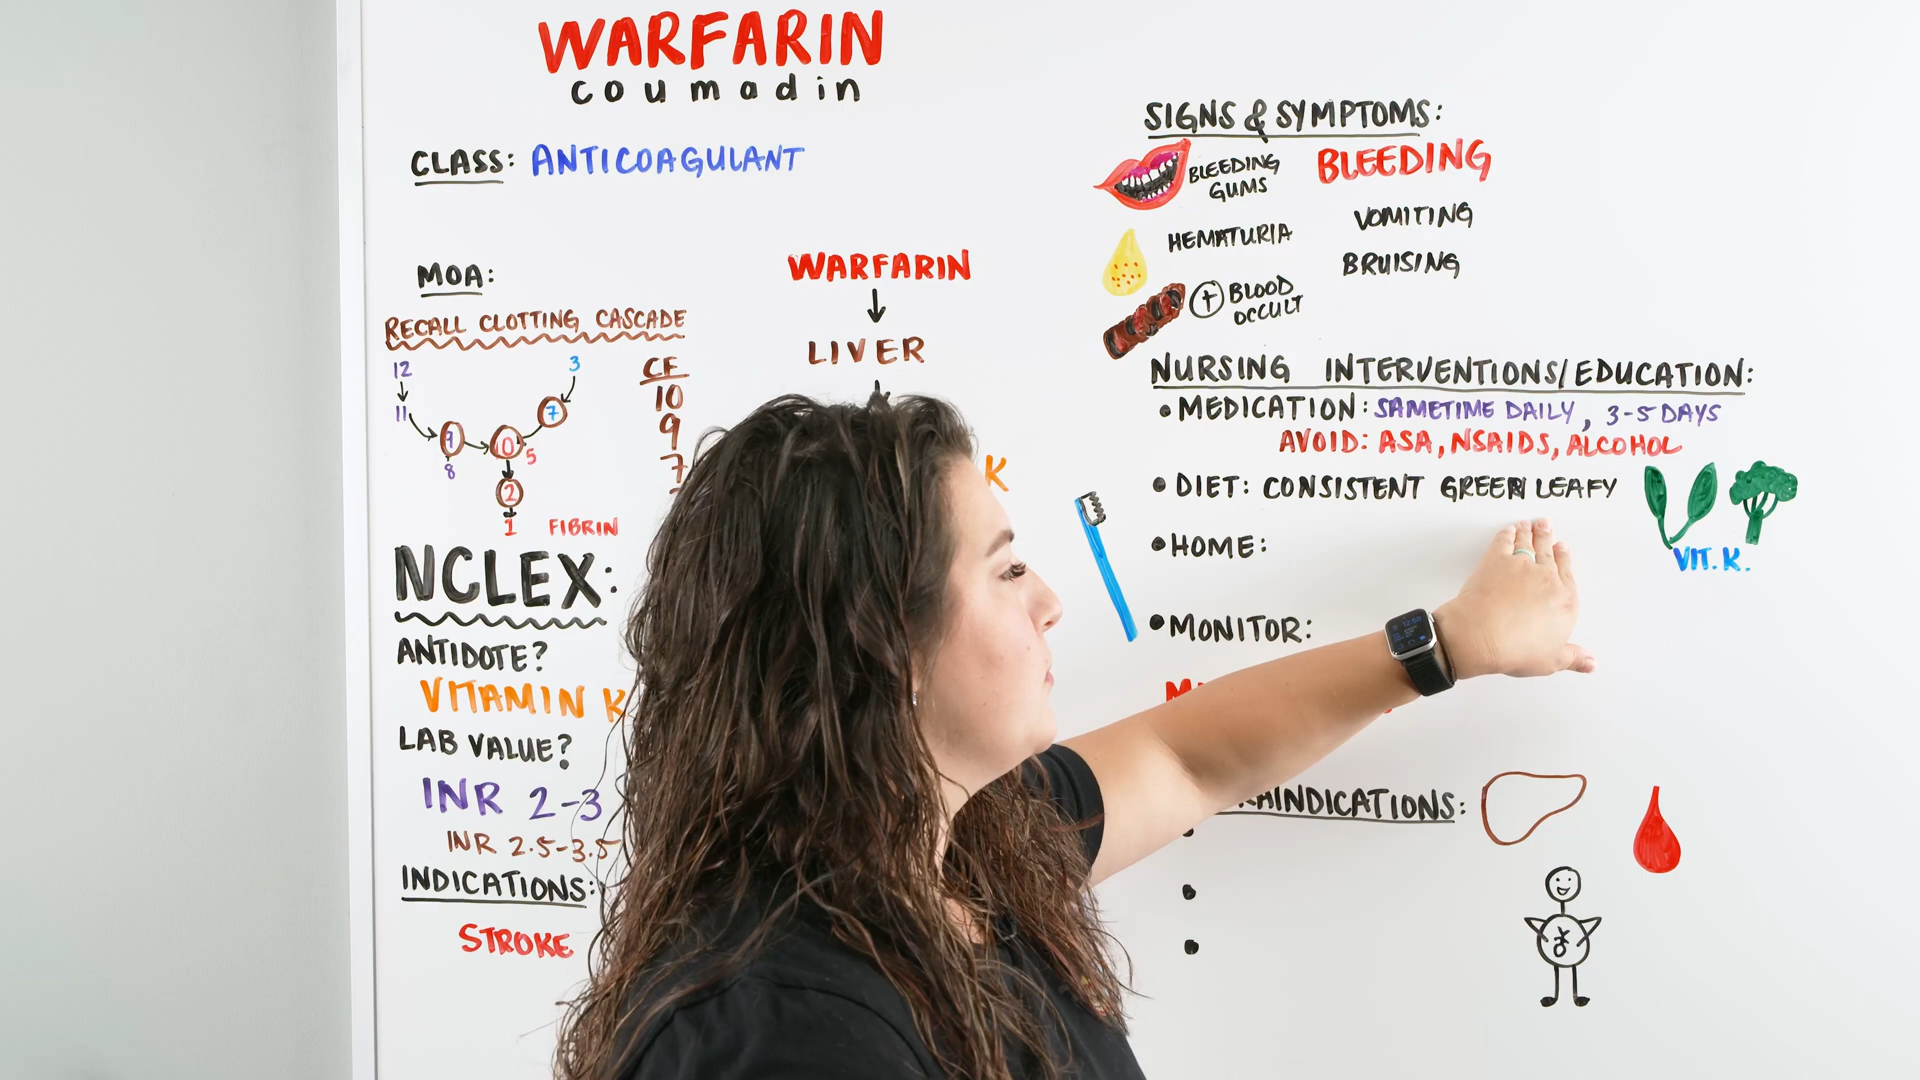 WARFARIN
coumadin
CLASS: ANTICOAGULANT
MOA:
RECALL CLOTTING CASCADE
12
3
11
7
9
8
10
5
2
1 FIBRIN
CF
10
9
7
WARFARIN
LIVER
K
NCLEX:
ANTIDOTE?
VITAMIN K
LAB VALUE?
INR 2-3
INR 2.5-3.5
INDICATIONS:
STROKE
SIGNS & SYMPTOMS:
BLEEDING GUMS
BLEEDING
HEMATURIA
VOMITING
BRUISING
+ BLOOD OCCULT
NURSING INTERVENTIONS/EDUCATION:
• MEDICATION: SAMETIME DAILY, 3-5 DAYS
AVOID: ASA, NSAIDS, ALCOHOL
• DIET: CONSISTENT GREEN LEAFY
VIT. K.
• HOME:
• MONITOR:
RAINDICATIONS: